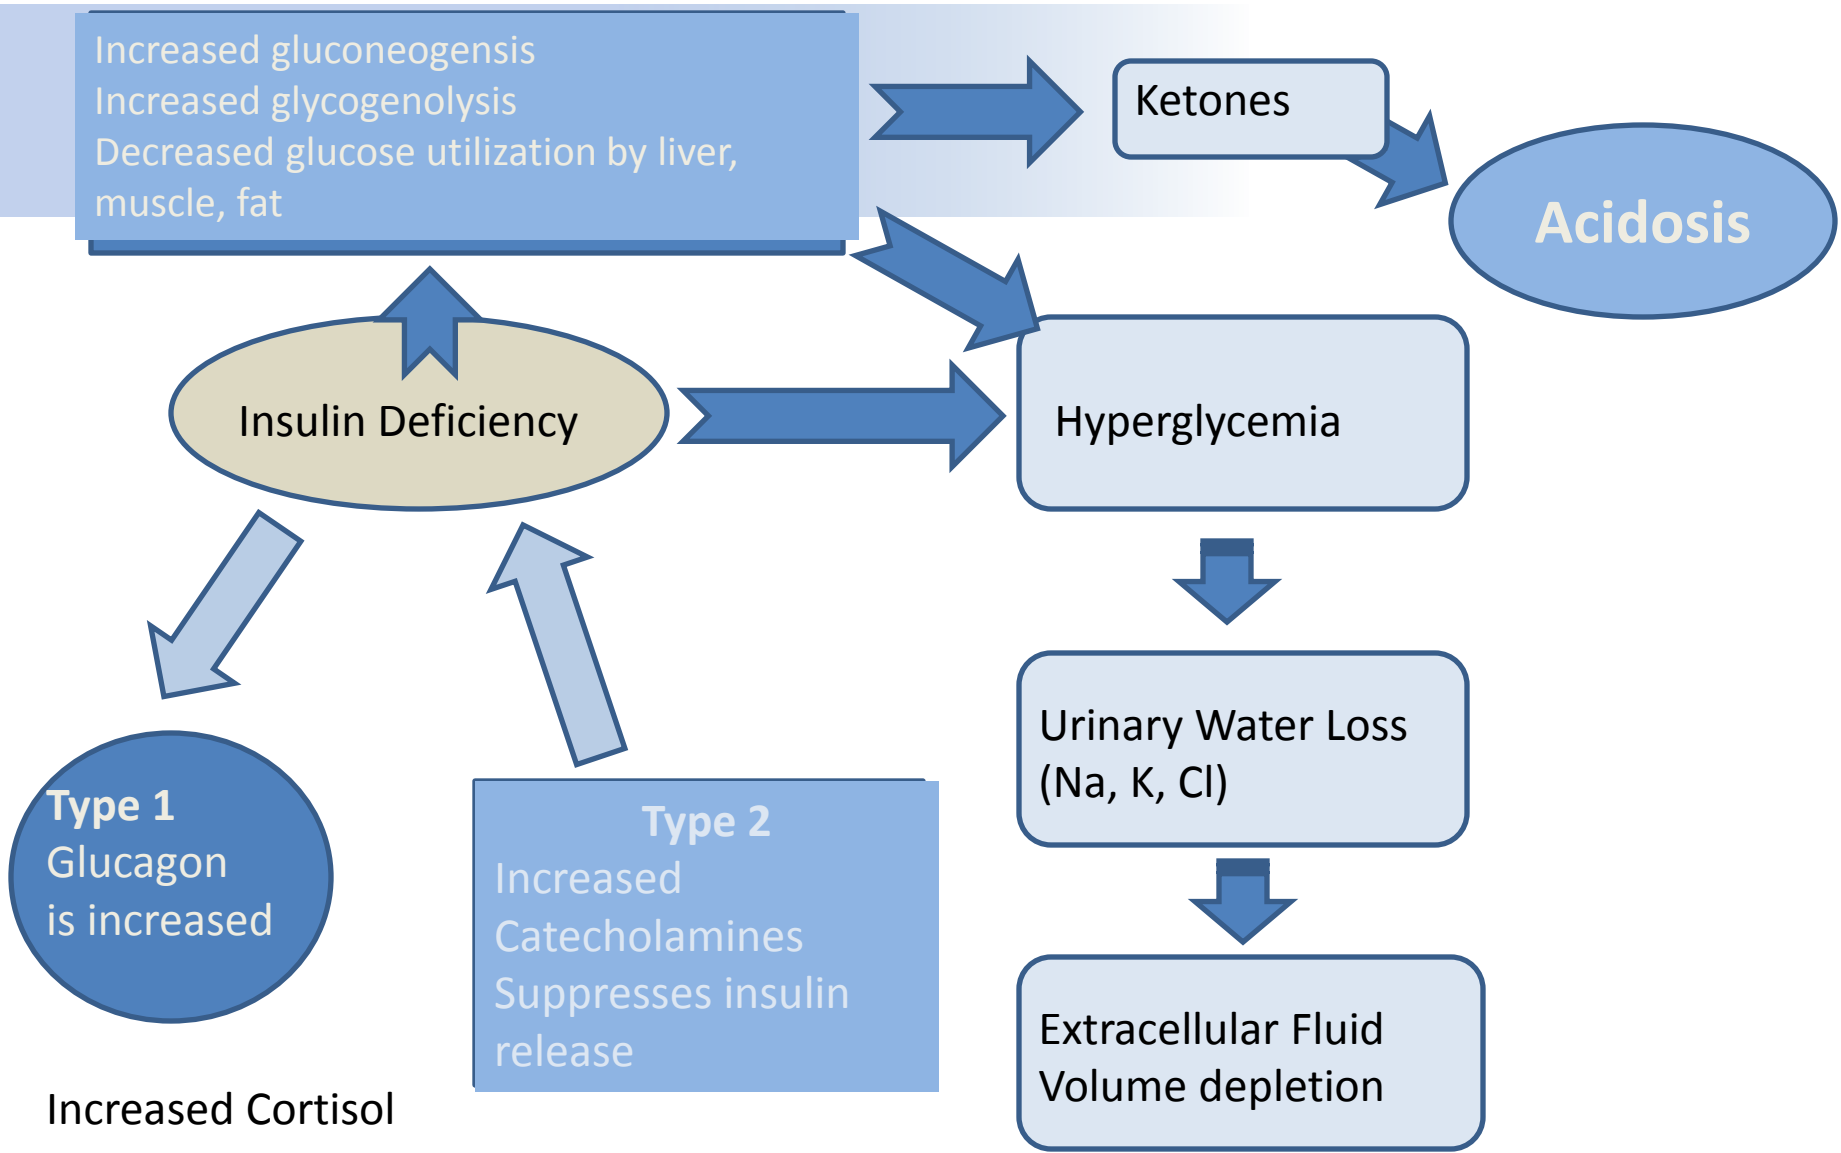 Increased gluconeogensis
Increased glycogenolysis
Decreased glucose utilization by liver,
muscle, fat
Ketones
Acidosis
Insulin Deficiency
Hyperglycemia
Type 1
Glucagon
is increased
Increased Cortisol
Type 2
Increased
Catecholamines
Suppresses insulin
release
Urinary Water Loss
(Na, K, Cl)
Extracellular Fluid
Volume depletion